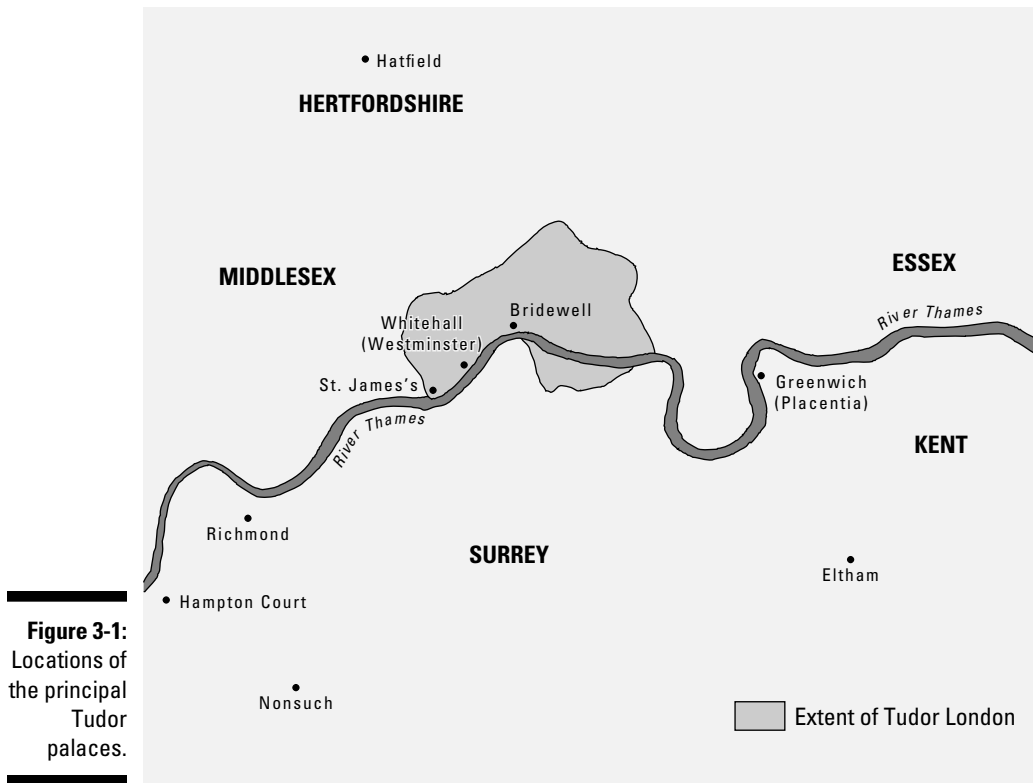 Hatfield
HERTFORDSHIRE
MIDDLESEX
ESSEX
River Thames
Bridewell
Whitehall
(Westminster)
St. James's
River Thames
Greenwich
(Placentia)
KENT
Richmond
SURREY
Eltham
Hampton Court
Nonsuch
Extent of Tudor London
Figure 3-1:
Locations of
the principal
Tudor
palaces.